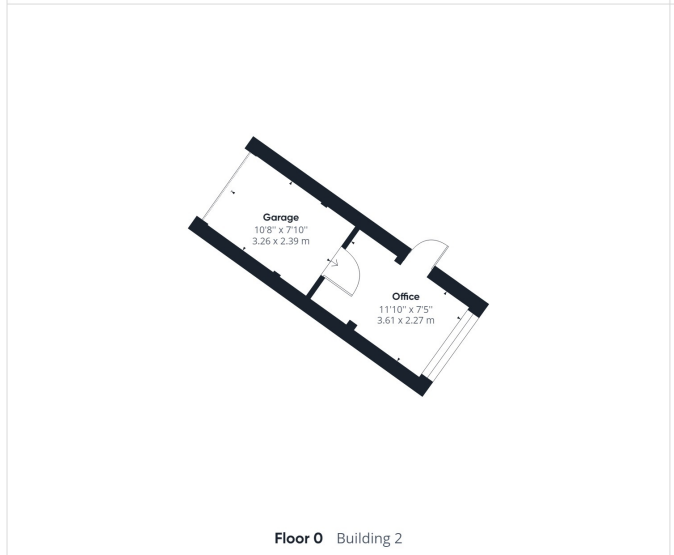 Garage
10'8" x 7'10"
3.26 x 2.39 m
Office
11'10" x 7'5"
3.61 x 2.27 m
Floor 0 Building 2